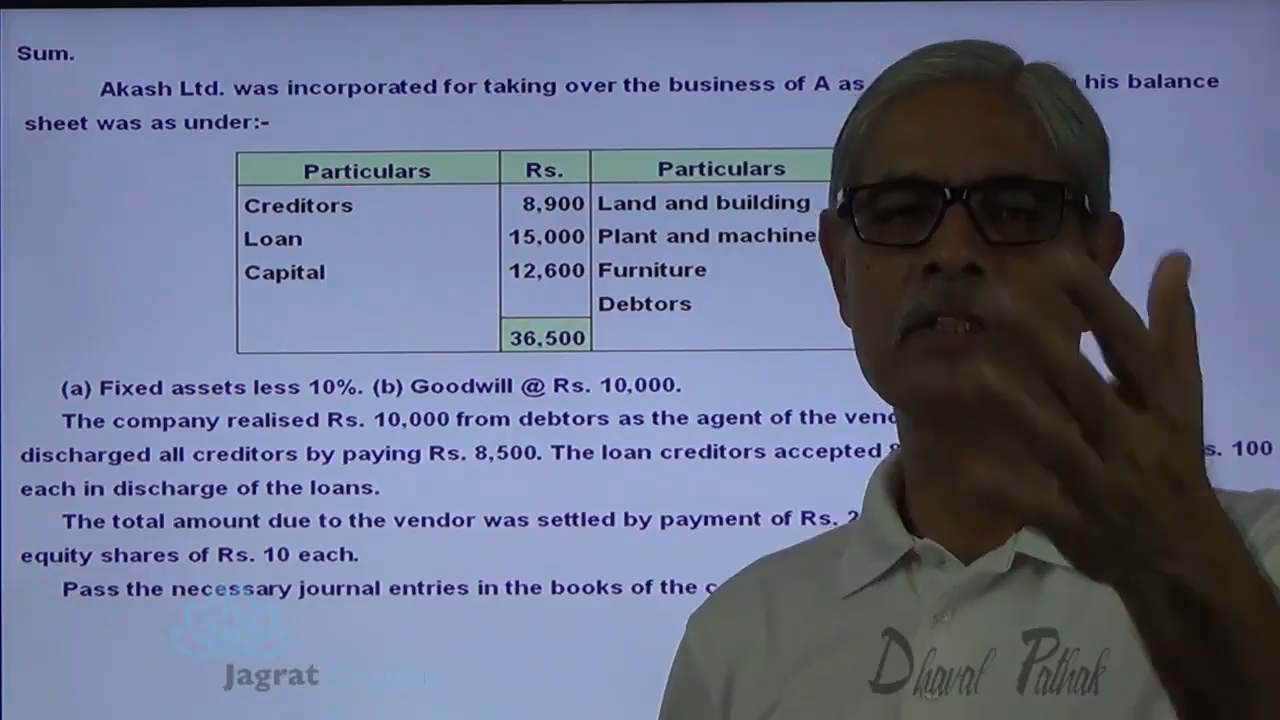 Sum.
Akash Ltd. was incorporated for taking over the business of A as his balance
sheet was as under:-
Particulars Rs. Particulars
Creditors 8,900 Land and building
Loan 15,000 Plant and machine
Capital 12,600 Furniture
Debtors
36,500
(a) Fixed assets less 10%. (b) Goodwill @ Rs. 10,000.
The company realised Rs. 10,000 from debtors as the agent of the
discharged all creditors by paying Rs. 8,500. The loan creditors accepted 100
each in discharge of the loans.
The total amount due to the vendor was settled by payment of Rs.
equity shares of Rs. 10 each.
Pass the necessary journal entries in the books of the
Jagrat
Dhaval Pathak